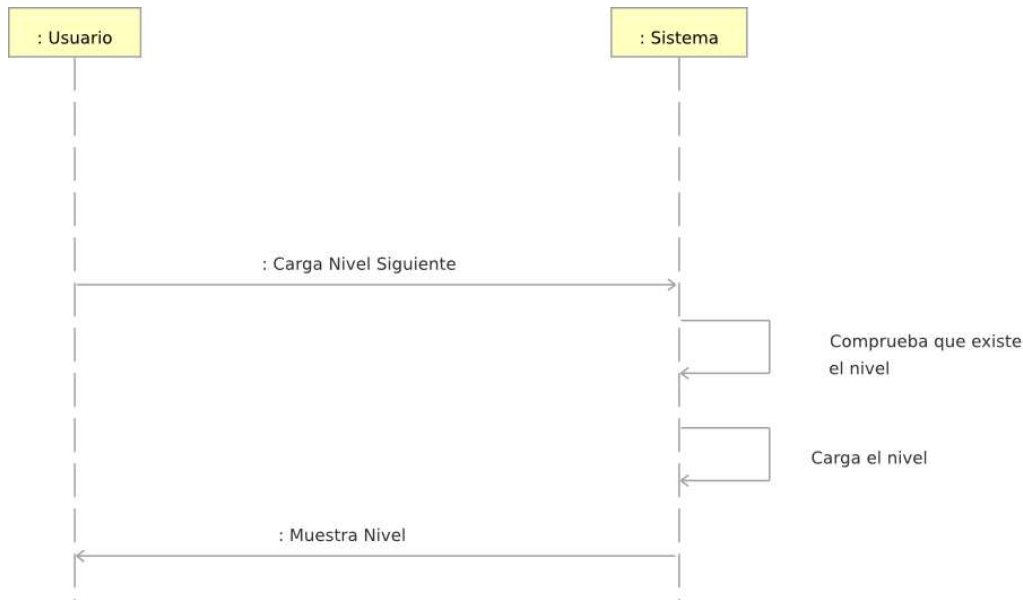 : Usuario
: Sistema
: Carga Nivel Siguiente
Comprueba que existe
el nivel
Carga el nivel
: Muestra Nivel